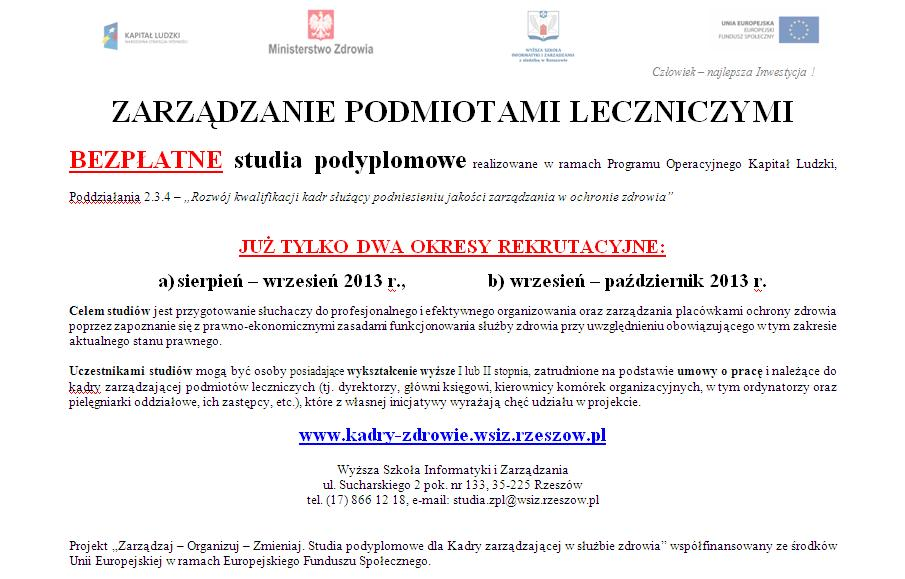 KAPITAŁ LUDZKI
NARODOWA STRATEGIA SPÓJNOŚCI
Ministerstwo Zdrowia
WYŻSZA SZKOŁA
INFORMATYKI I ZARZĄDZANIA
z siedzibą w Rzeszowie
UNIA EUROPEJSKA
EUROPEJSKI
FUNDUSZ SPOŁECZNY
Człowiek – najlepsza Inwestycja !
ZARZĄDZANIE PODMIOTAMI LECZNICZYMI
BEZPŁATNE studia podyplomowe realizowane w ramach Programu Operacyjnego Kapitał Ludzki,
Poddziałania 2.3.4 – „Rozwój kwalifikacji kadr służący podniesieniu jakości zarządzania w ochronie zdrowia”
JUŻ TYLKO DWA OKRESY REKRUTACYJNE:
a) sierpień – wrzesień 2013 r., b) wrzesień – październik 2013 r.
Celem studiów jest przygotowanie słuchaczy do profesjonalnego i efektywnego organizowania oraz zarządzania placówkami ochrony zdrowia
poprzez zapoznanie się z prawno-ekonomicznymi zasadami funkcjonowania służby zdrowia przy uwzględnieniu obowiązującego w tym zakresie
aktualnego stanu prawnego.
Uczestnikami studiów mogą być osoby posiadające wykształcenie wyższe I lub II stopnia, zatrudnione na podstawie umowy o pracę i należące do
kadry zarządzającej podmiotów leczniczych (tj. dyrektorzy, główni księgowi, kierownicy komórek organizacyjnych, w tym ordynatorzy oraz
pielęgniarki oddziałowe, ich zastępcy, etc.), które z własnej inicjatywy wyrażają chęć udziału w projekcie.
www.kadry-zdrowie.wsiz.rzeszow.pl
Wyższa Szkoła Informatyki i Zarządzania
ul. Sucharskiego 2 pok. nr 133, 35-225 Rzeszów
tel. (17) 866 12 18, e-mail: studia.zpl@wsiz.rzeszow.pl
Projekt „Zarządzaj – Organizuj – Zmieniaj. Studia podyplomowe dla Kadry zarządzającej w służbie zdrowia” współfinansowany ze środków
Unii Europejskiej w ramach Europejskiego Funduszu Społecznego.